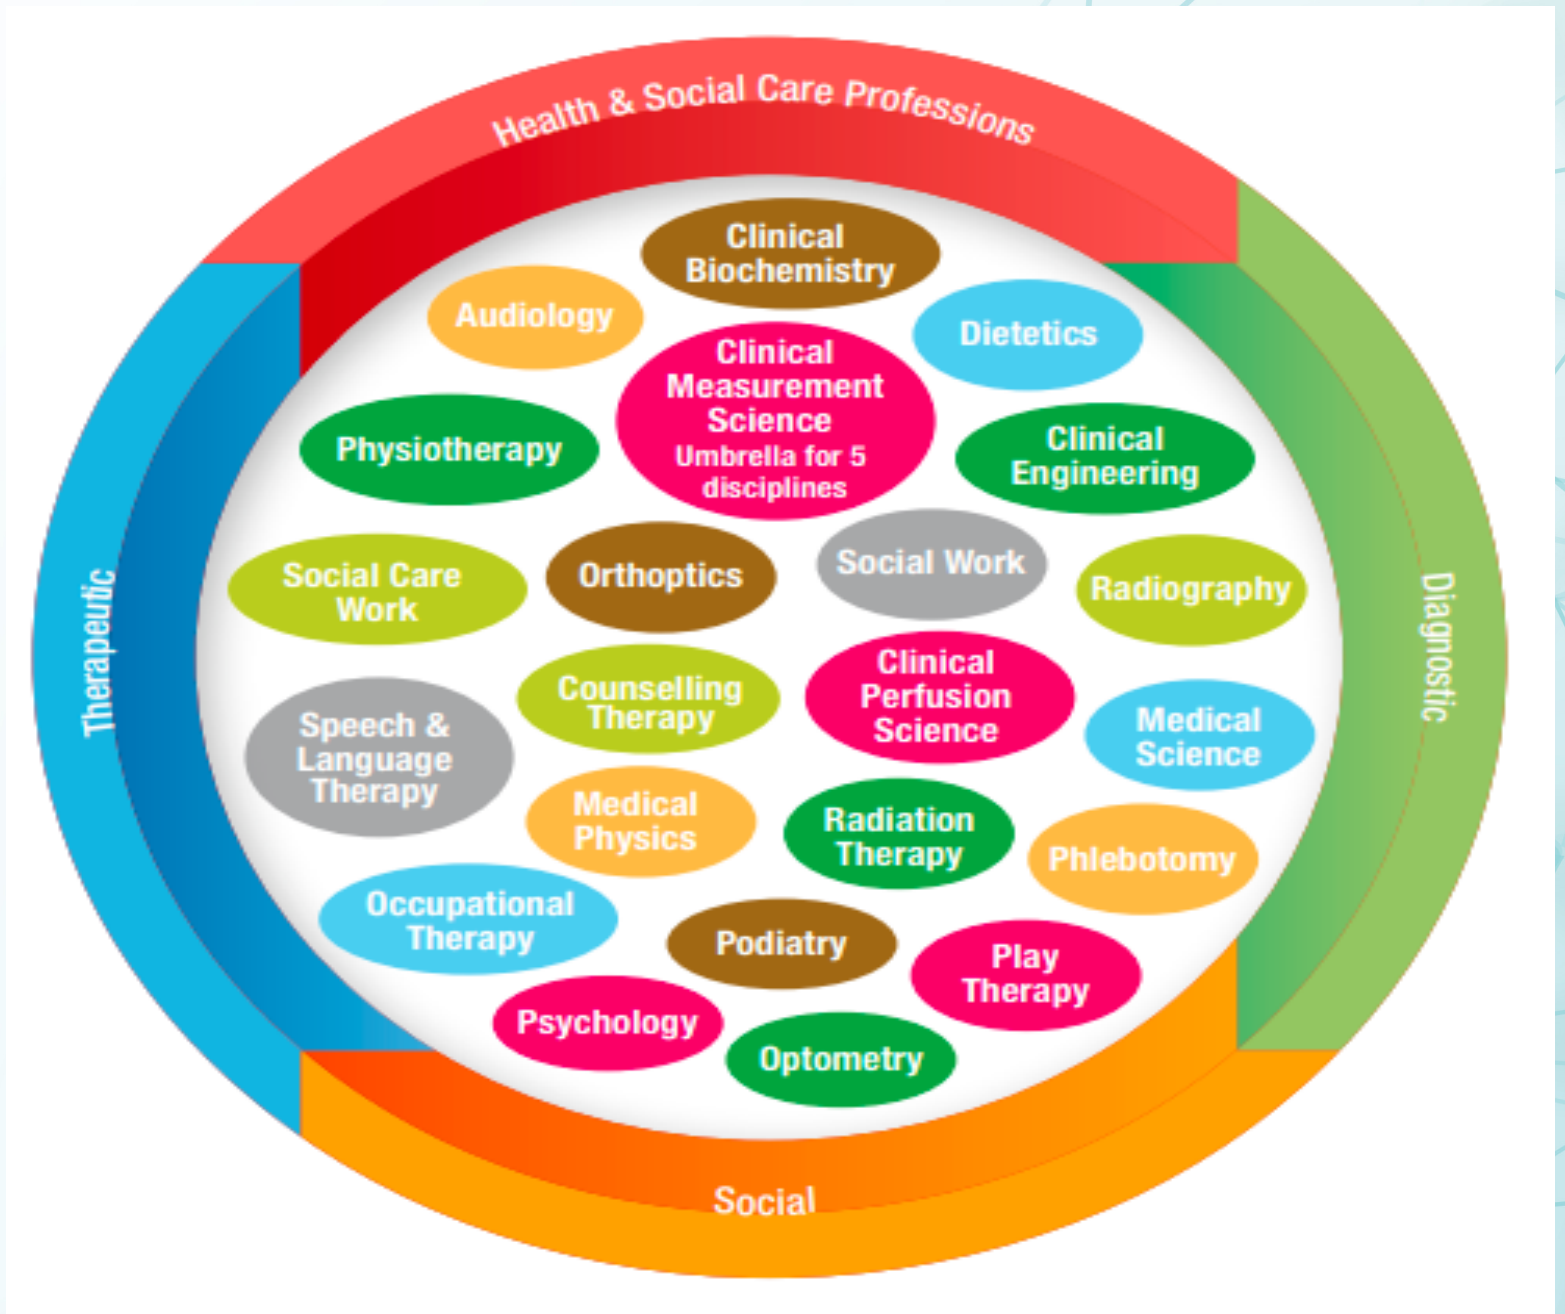 Health & Social Care Professions
Clinical
Biochemistry
Audiology
Dietetics
Clinical
Measurement
Science
Umbrella for 5
disciplines
Physiotherapy
Clinical
Engineering
Social Care
Work
Orthoptics
Social Work
Radiography
Therapeutic
Diagnostic
Speech &
Language
Therapy
Counselling
Therapy
Clinical
Perfusion
Science
Medical
Science
Medical
Physics
Radiation
Therapy
Phlebotomy
Occupational
Therapy
Podiatry
Play
Therapy
Psychology
Optometry
Social